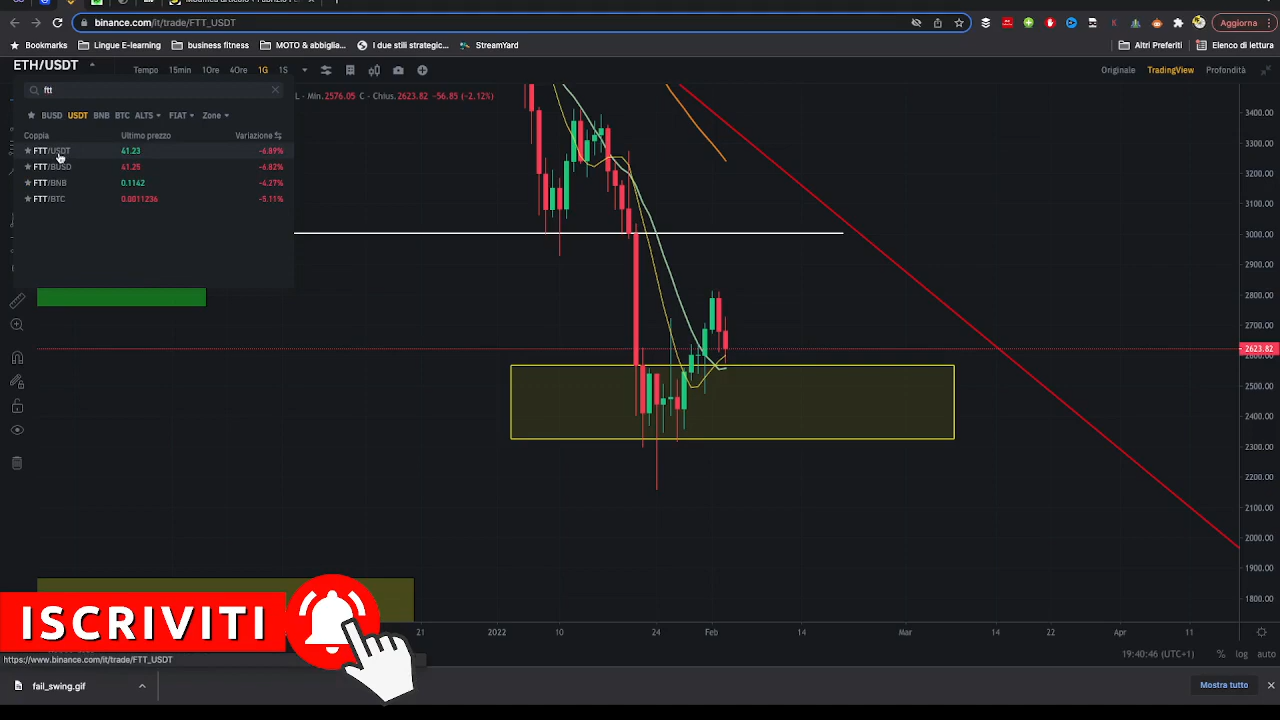 binance.com/it/trade/FTT_USDT
Aggiorna
Bookmarks Lingue E-learning business fitness MOTO & abbiglia... I due stili strategic... StreamYard Altri Preferiti Elenco di lettura
ETH/USDT
Tempo 15min 1Ore 4Ore 1G 1S Originale TradingView Profondità
ftt
L - Min.2576.05 C - Chius.2623.82 -56.85 (-2.12%)
BUSD USDT BNB BTC ALTS FIAT Zone
Coppia Ultimo prezzo Variazione
FTT/USDT 41.23 -6.89%
FTT/BUSD 41.25 -6.82%
FTT/BNB 0.1142 -4.27%
FTT/BTC 0.0011236 -5.11%
3400.00
3300.00
3200.00
3100.00
3000.00
2900.00
2800.00
2700.00
2623.82
2500.00
2400.00
2300.00
2200.00
2100.00
2000.00
1900.00
1800.00
ISCRIVITI
21 2022 10 24 Feb 14 Mar 14 22 Apr 11
19:40:46 (UTC+1) % log auto
https://www.binance.com/it/trade/FTT_USDT
fail_swing.gif
Mostra tutto